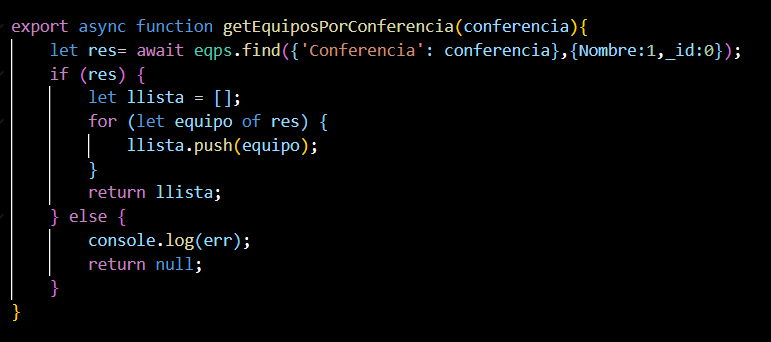 export async function getEquiposPorConferencia(conferencia){
    let res= await eqps.find({'Conferencia': conferencia},{Nombre:1,_id:0});
    if (res) {
        let llista = [];
        for (let equipo of res) {
            llista.push(equipo);
        }
        return llista;
    } else {
        console.log(err);
        return null;
    }
}